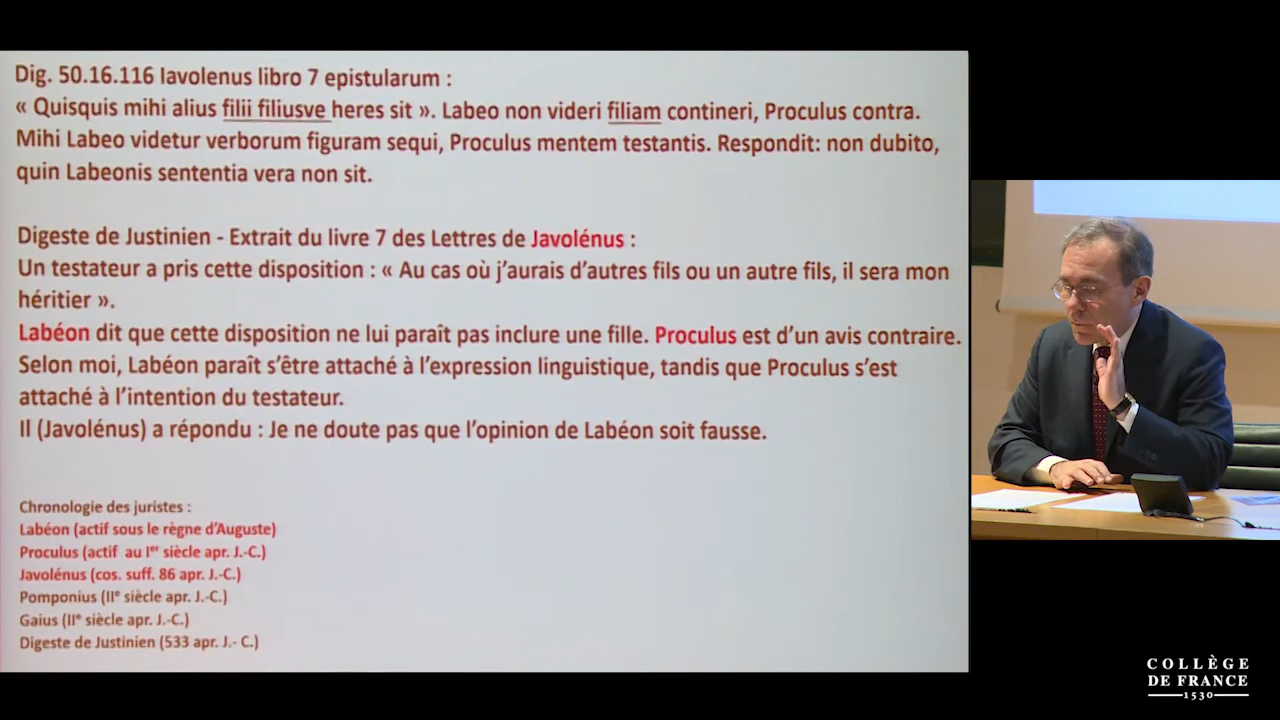 Dig. 50.16.116 Iavolenus libro 7 epistularum :
« Quisquis mihi alius filii filiusve heres sit ». Labeo non videri filiam contineri, Proculus contra.
Mihi Labeo videtur verborum figuram sequi, Proculus mentem testantis. Respondit: non dubito,
quin Labeonis sententia vera non sit.
Digeste de Justinien - Extrait du livre 7 des Lettres de Javolénus :
Un testateur a pris cette disposition : « Au cas où j’aurais d’autres fils ou un autre fils, il sera mon
héritier ».
Labéon dit que cette disposition ne lui paraît pas inclure une fille. Proculus est d’un avis contraire.
Selon moi, Labéon paraît s’être attaché à l’expression linguistique, tandis que Proculus s’est
attaché à l’intention du testateur.
Il (Javolénus) a répondu : Je ne doute pas que l’opinion de Labéon soit fausse.
Chronologie des juristes :
Labéon (actif sous le règne d’Auguste)
Proculus (actif au Ier siècle apr. J.-C.)
Javolénus (cos. suff. 86 apr. J.-C.)
Pomponius (IIe siècle apr. J.-C.)
Gaius (IIe siècle apr. J.-C.)
Digeste de Justinien (533 apr. J.- C.)
COLLÈGE
DE FRANCE
1530